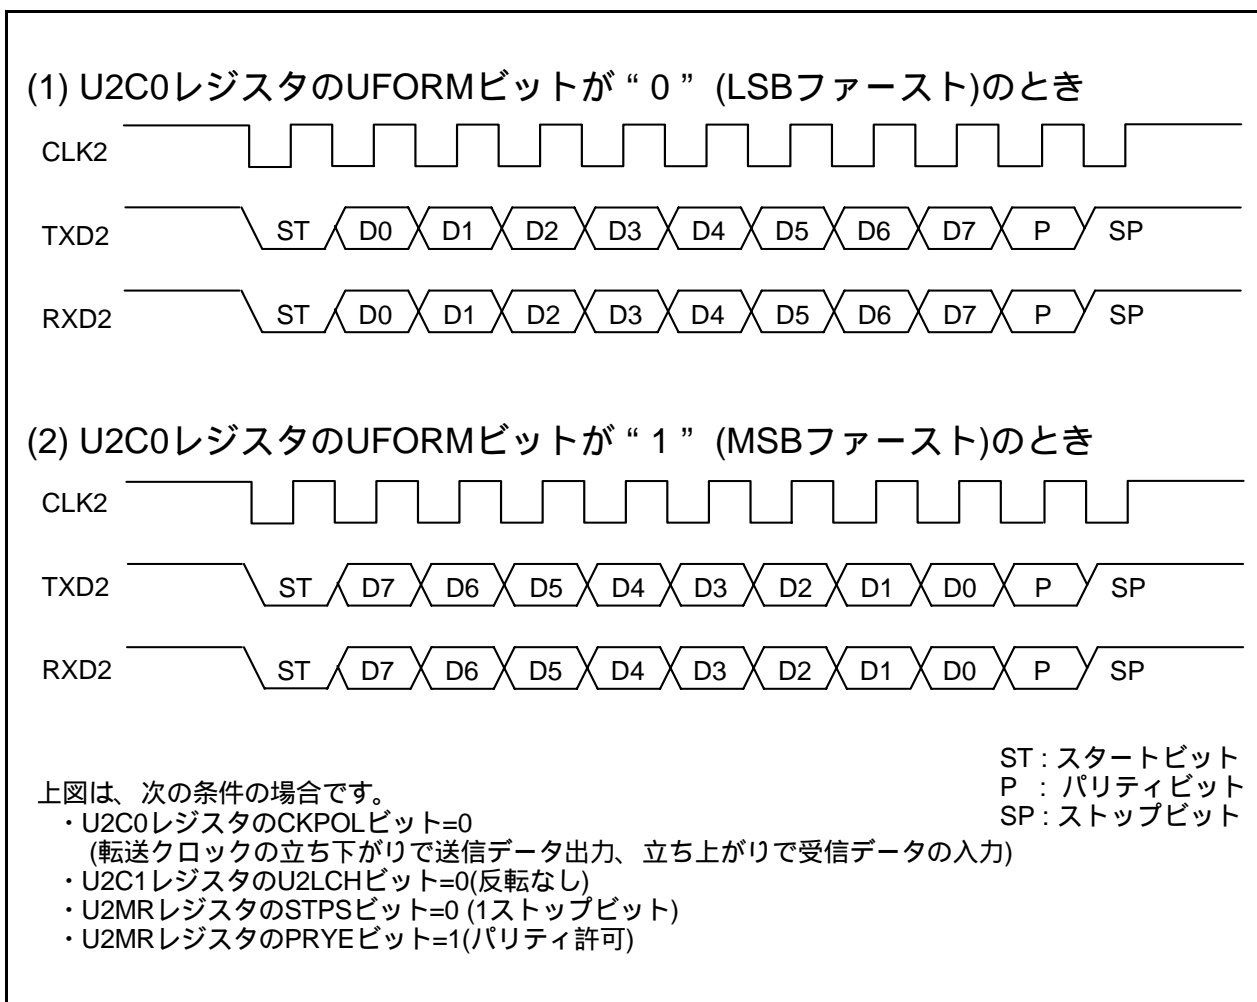 (1) U2C0レジスタのUFORMビットが“0”(LSBファースト)のとき
CLK2
TXD2 ST D0 D1 D2 D3 D4 D5 D6 D7 P SP
RXD2 ST D0 D1 D2 D3 D4 D5 D6 D7 P SP
(2) U2C0レジスタのUFORMビットが“1”(MSBファースト)のとき
CLK2
TXD2 ST D7 D6 D5 D4 D3 D2 D1 D0 P SP
RXD2 ST D7 D6 D5 D4 D3 D2 D1 D0 P SP
ST : スタートビット
P : パリティビット
SP : ストップビット
上図は、次の条件の場合です。
・U2C0レジスタのCKPOLビット=0
(転送クロックの立ち下がりで送信データ出力、立ち上がりで受信データの入力)
・U2C1レジスタのU2LCHビット=0(反転なし)
・U2MRレジスタのSTPSビット=0 (1ストップビット)
・U2MRレジスタのPRYEビット=1(パリティ許可)